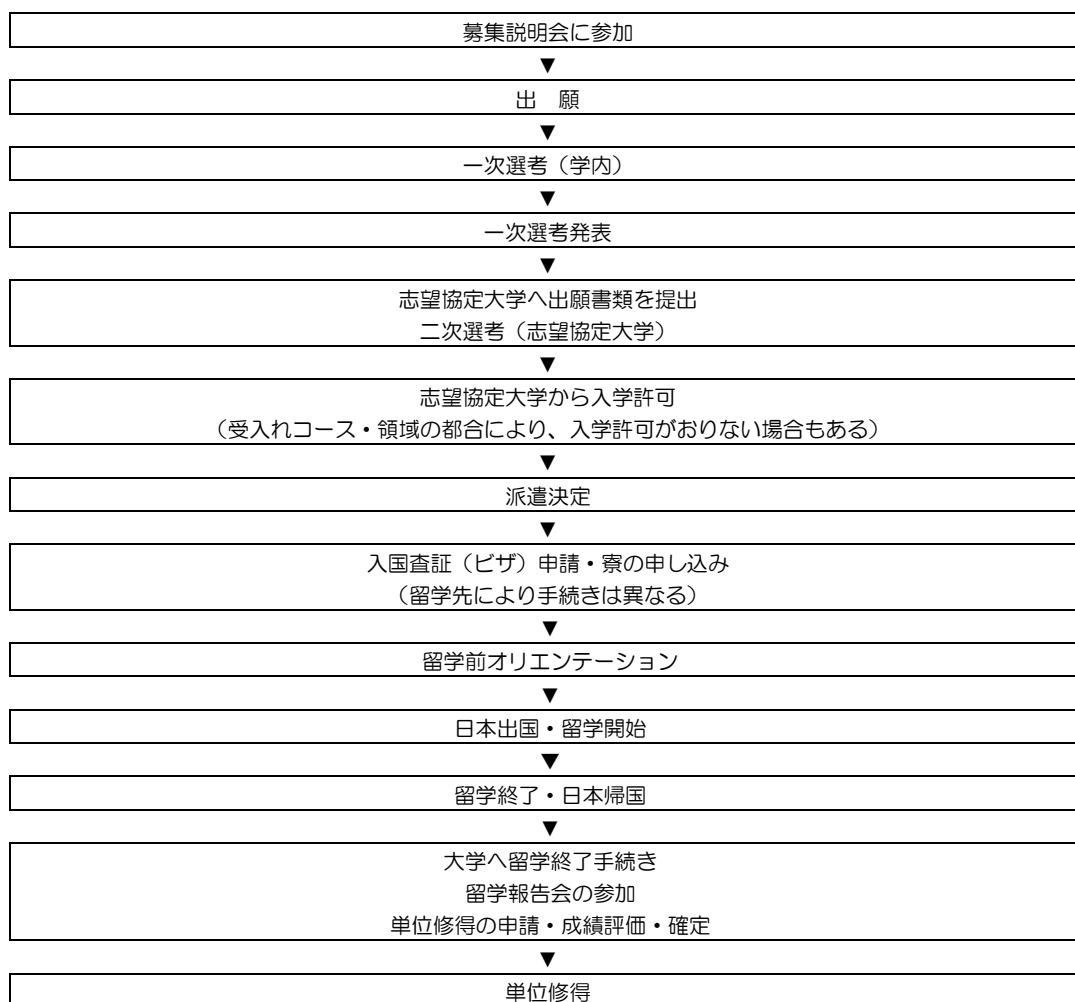 募集説明会に参加
▼
出　願
▼
一次選考（学内）
▼
一次選考発表
▼
志望協定大学へ出願書類を提出
二次選考（志望協定大学）
▼
志望協定大学から入学許可
（受入れコース・領域の都合により、入学許可がおりない場合もある）
▼
派遣決定
▼
入国査証（ビザ）申請・寮の申し込み
（留学先により手続きは異なる）
▼
留学前オリエンテーション
▼
日本出国・留学開始
▼
留学終了・日本帰国
▼
大学へ留学終了手続き
留学報告会の参加
単位修得の申請・成績評価・確定
▼
単位修得